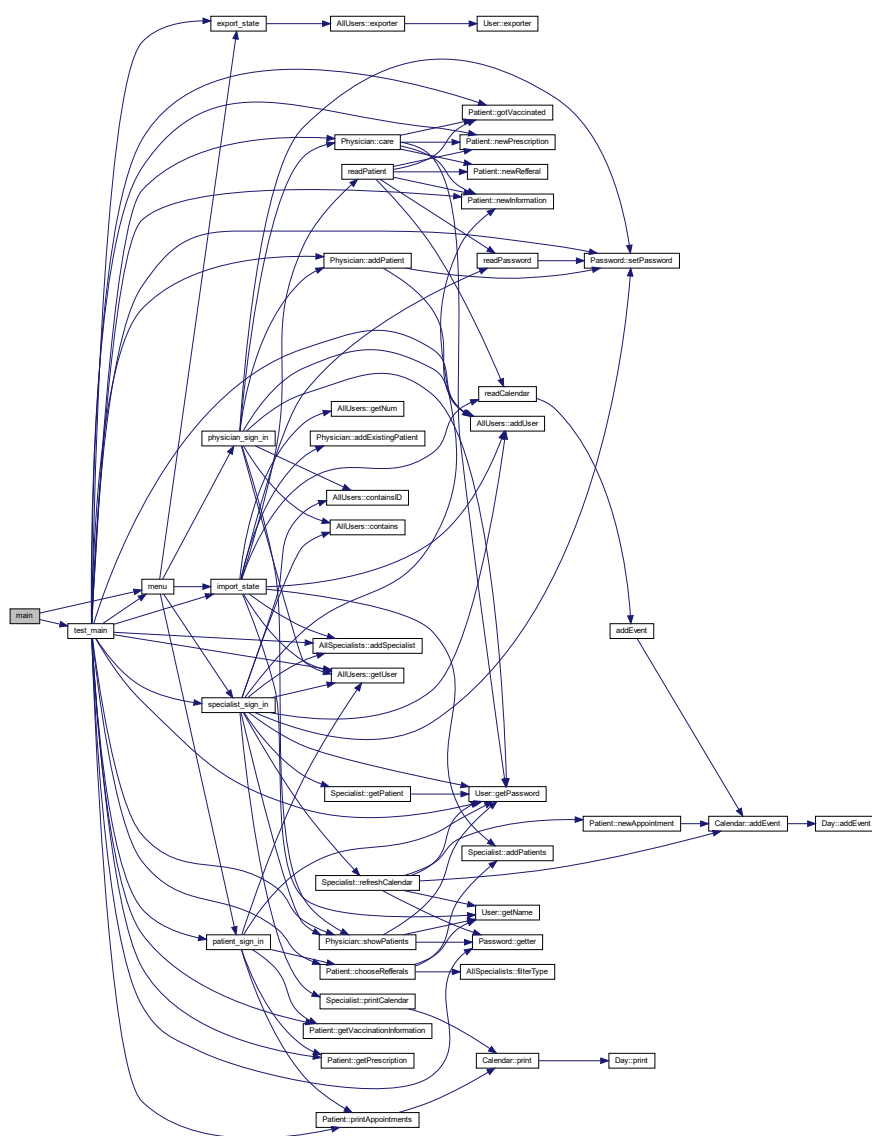 export_state
AllUsers::exporter
User::exporter
Patient::gotVaccinated
Physician::care
Patient::newPrescription
readPatient
Patient::newRefferal
Patient::newInformation
Physician::addPatient
readPassword
Password::setPassword
readCalendar
AllUsers::getNum
AllUsers::addUser
physician_sign_in
Physician::addExistingPatient
AllUsers::containsID
AllUsers::contains
menu
import_state
main
test_main
addEvent
AllSpecialists::addSpecialist
AllUsers::getUser
specialist_sign_in
Specialist::getPatient
User::getPassword
Patient::newAppointment
Calendar::addEvent
Day::addEvent
Specialist::addPatients
Specialist::refreshCalendar
User::getName
patient_sign_in
Physician::showPatients
Password::getter
Patient::chooseRefferals
AllSpecialists::filterType
Specialist::printCalendar
Patient::getVaccinationInformation
Patient::getPrescription
Calendar::print
Day::print
Patient::printAppointments